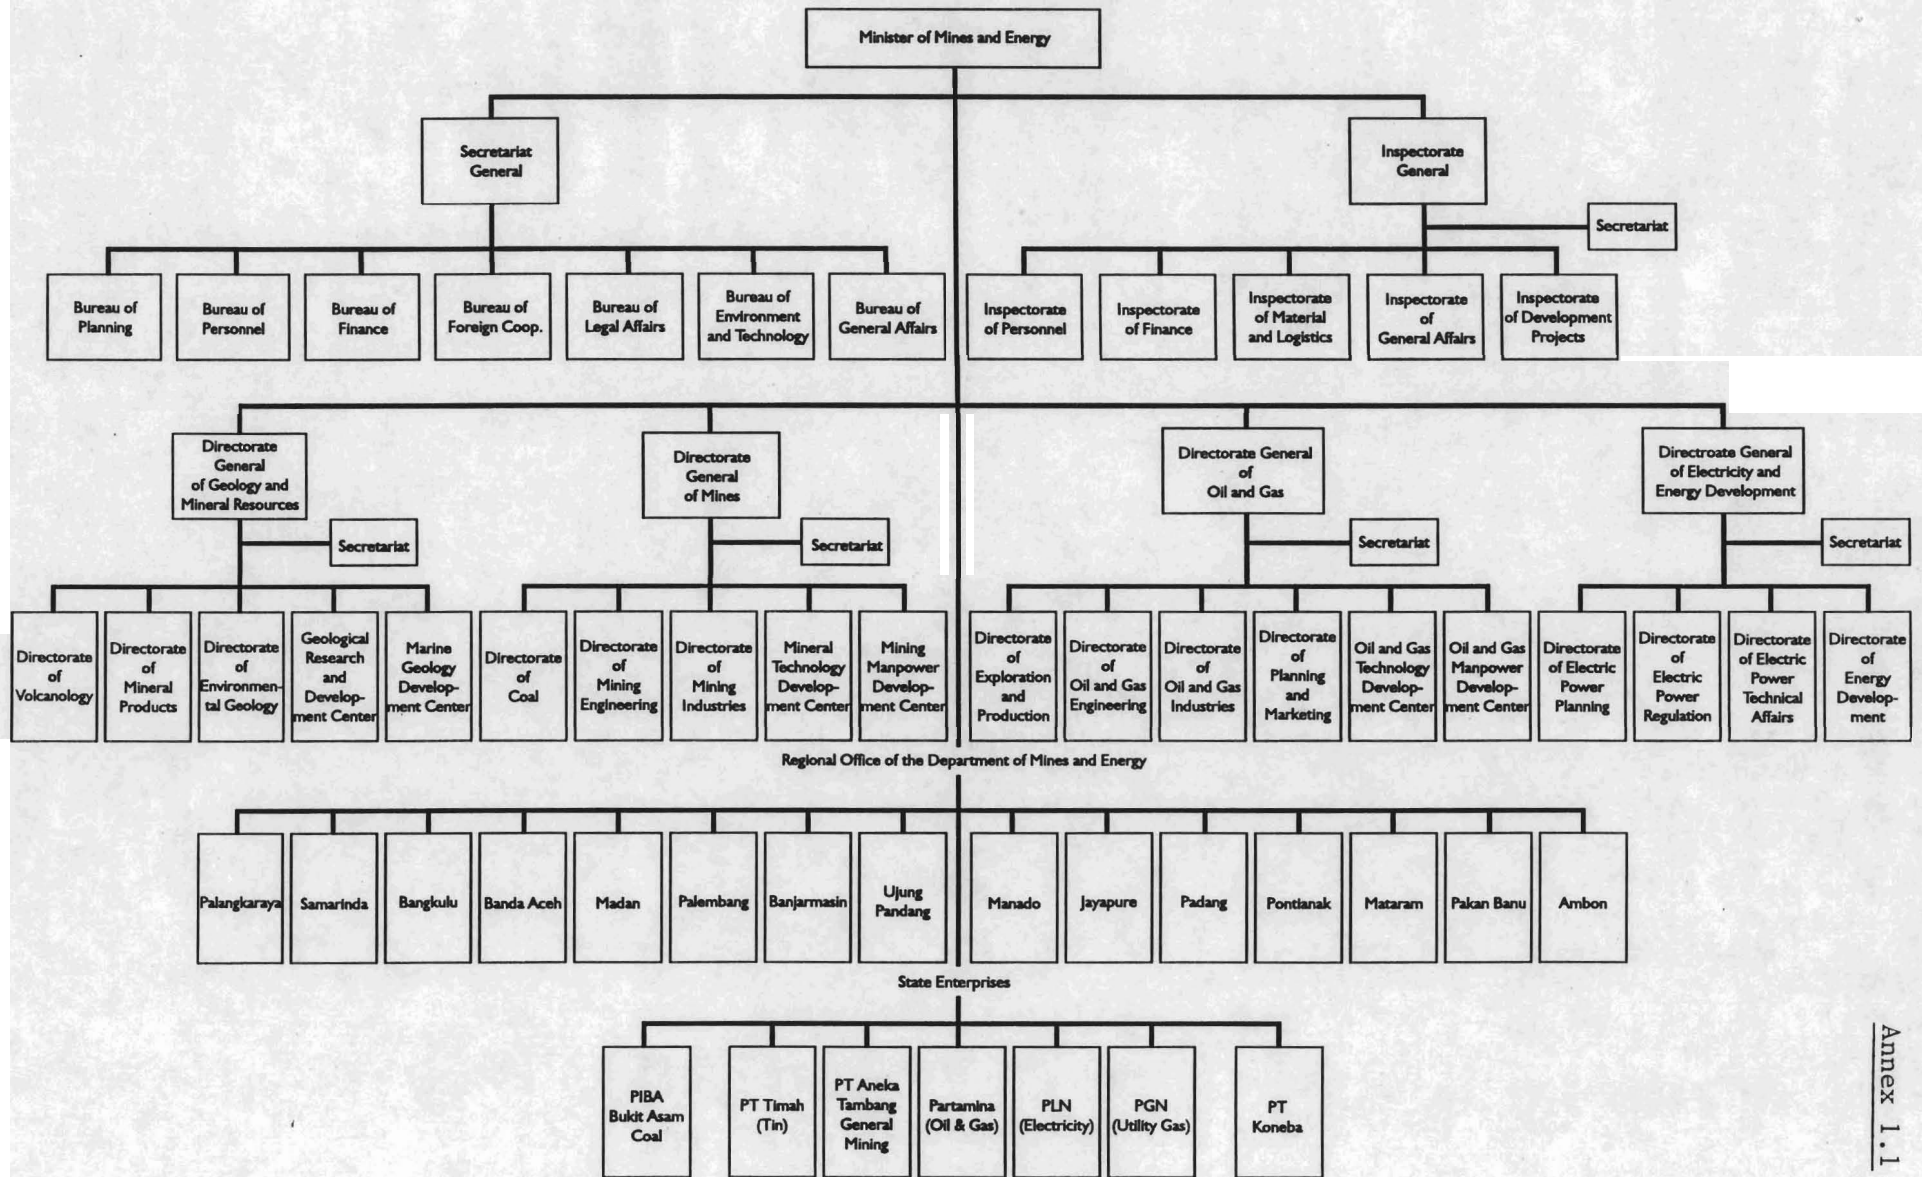 Minister of Mines and Energy
Secretariat
General
Inspectorate
General
Secretariat
Bureau of
Planning
Bureau of
Personnel
Bureau of
Finance
Bureau of
Foreign Coop.
Bureau of
Legal Affairs
Bureau of
Environment
and Technology
Bureau of
General Affairs
Inspectorate
of Personnel
Inspectorate
of Finance
Inspectorate
of Material
and Logistics
Inspectorate
of
General Affairs
Inspectorate
of Development
Projects
Directorate
General
of Geology and
Mineral Resources
Directorate
General
of Mines
Directorate General
of
Oil and Gas
Directroate General
of Electricity and
Energy Development
Secretariat
Secretariat
Secretariat
Secretariat
Directorate
of
Volcanology
Directorate
of
Mineral
Products
Directorate
of
Environmen-
tal Geology
Geological
Research
and
Develop-
ment Center
Marine
Geology
Develop-
ment Center
Directorate
of
Coal
Directorate
of
Mining
Engineering
Directorate
of
Mining
Industries
Mineral
Technology
Develop-
ment Center
Mining
Manpower
Develop-
ment Center
Directorate
of
Exploration
and
Production
Directorate
of
Oil and Gas
Engineering
Directorate
of
Oil and Gas
Industries
Directorate
of
Planning
and
Marketing
Oil and Gas
Technology
Develop-
ment Center
Oil and Gas
Manpower
Develop-
ment Center
Directorate
of Electric
Power
Planning
Directorate
of
Electric
Power
Regulation
Directorate
of Electric
Power
Technical
Affairs
Directorate
of
Energy
Develop-
ment
Regional Office of the Department of Mines and Energy
Palangkaraya
Samarinda
Bangkulu
Banda Aceh
Madan
Palembang
Banjarmasin
Ujung
Pandang
Manado
Jayapure
Padang
Pontianak
Mataram
Pakan Banu
Ambon
State Enterprises
PIBA
Bukit Asam
Coal
PT Timah
(Tin)
PT Aneka
Tambang
General
Mining
Partamina
(Oil & Gas)
PLN
(Electricity)
PGN
(Utility Gas)
PT
Koneba
Annex 1.1